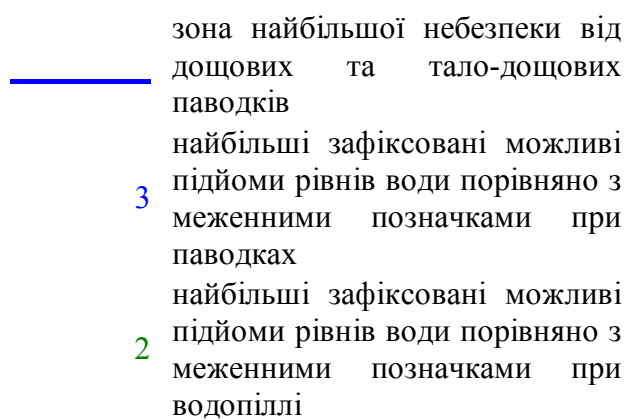 зона найбільшої небезпеки від
дощових та тало-дощових
паводків
найбільші зафіксовані можливі
3 підйоми рівнів води порівняно з
меженними позначками при
паводках
найбільші зафіксовані можливі
2 підйоми рівнів води порівняно з
меженними позначками при
водопіллі